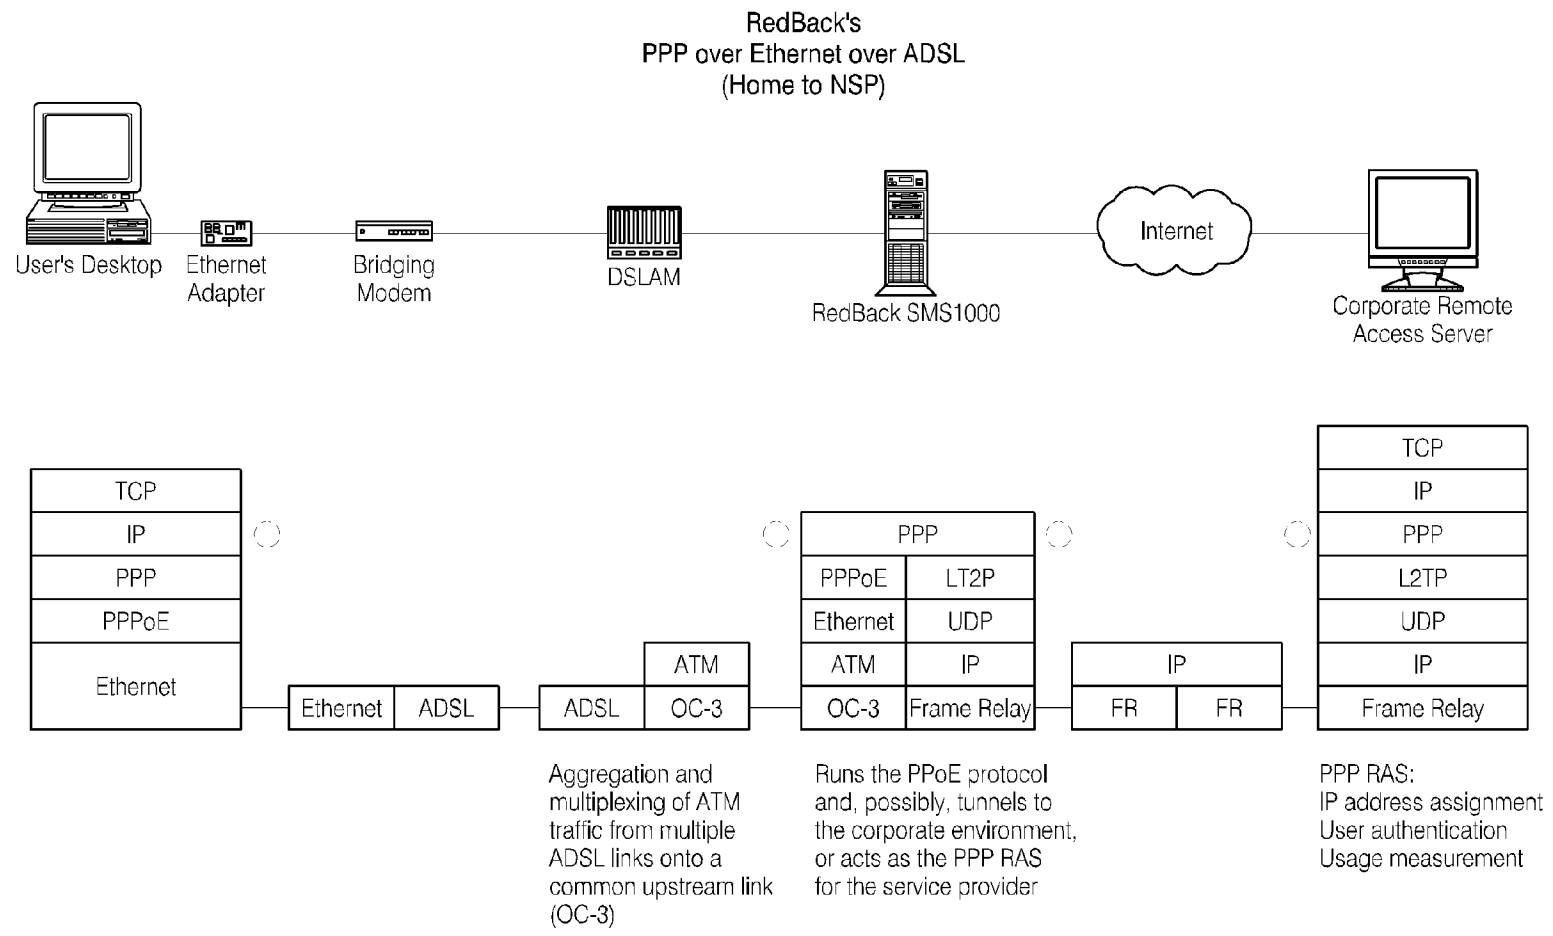 RedBack's
PPP over Ethernet over ADSL
(Home to NSP)
User's Desktop
Ethernet
Adapter
Bridging
Modem
DSLAM
RedBack SMS1000
Internet
Corporate Remote
Access Server
TCP
IP
PPP
PPPoE
Ethernet
Ethernet ADSL
ATM
ADSL OC-3
PPP
PPPoE LT2P
Ethernet UDP
ATM IP
OC-3 Frame Relay
IP
FR FR
TCP
IP
PPP
L2TP
UDP
IP
Frame Relay
Aggregation and
multiplexing of ATM
traffic from multiple
ADSL links onto a
common upstream link
(OC-3)
Runs the PPoE protocol
and, possibly, tunnels to
the corporate environment,
or acts as the PPP RAS
for the service provider
PPP RAS:
IP address assignment
User authentication
Usage measurement